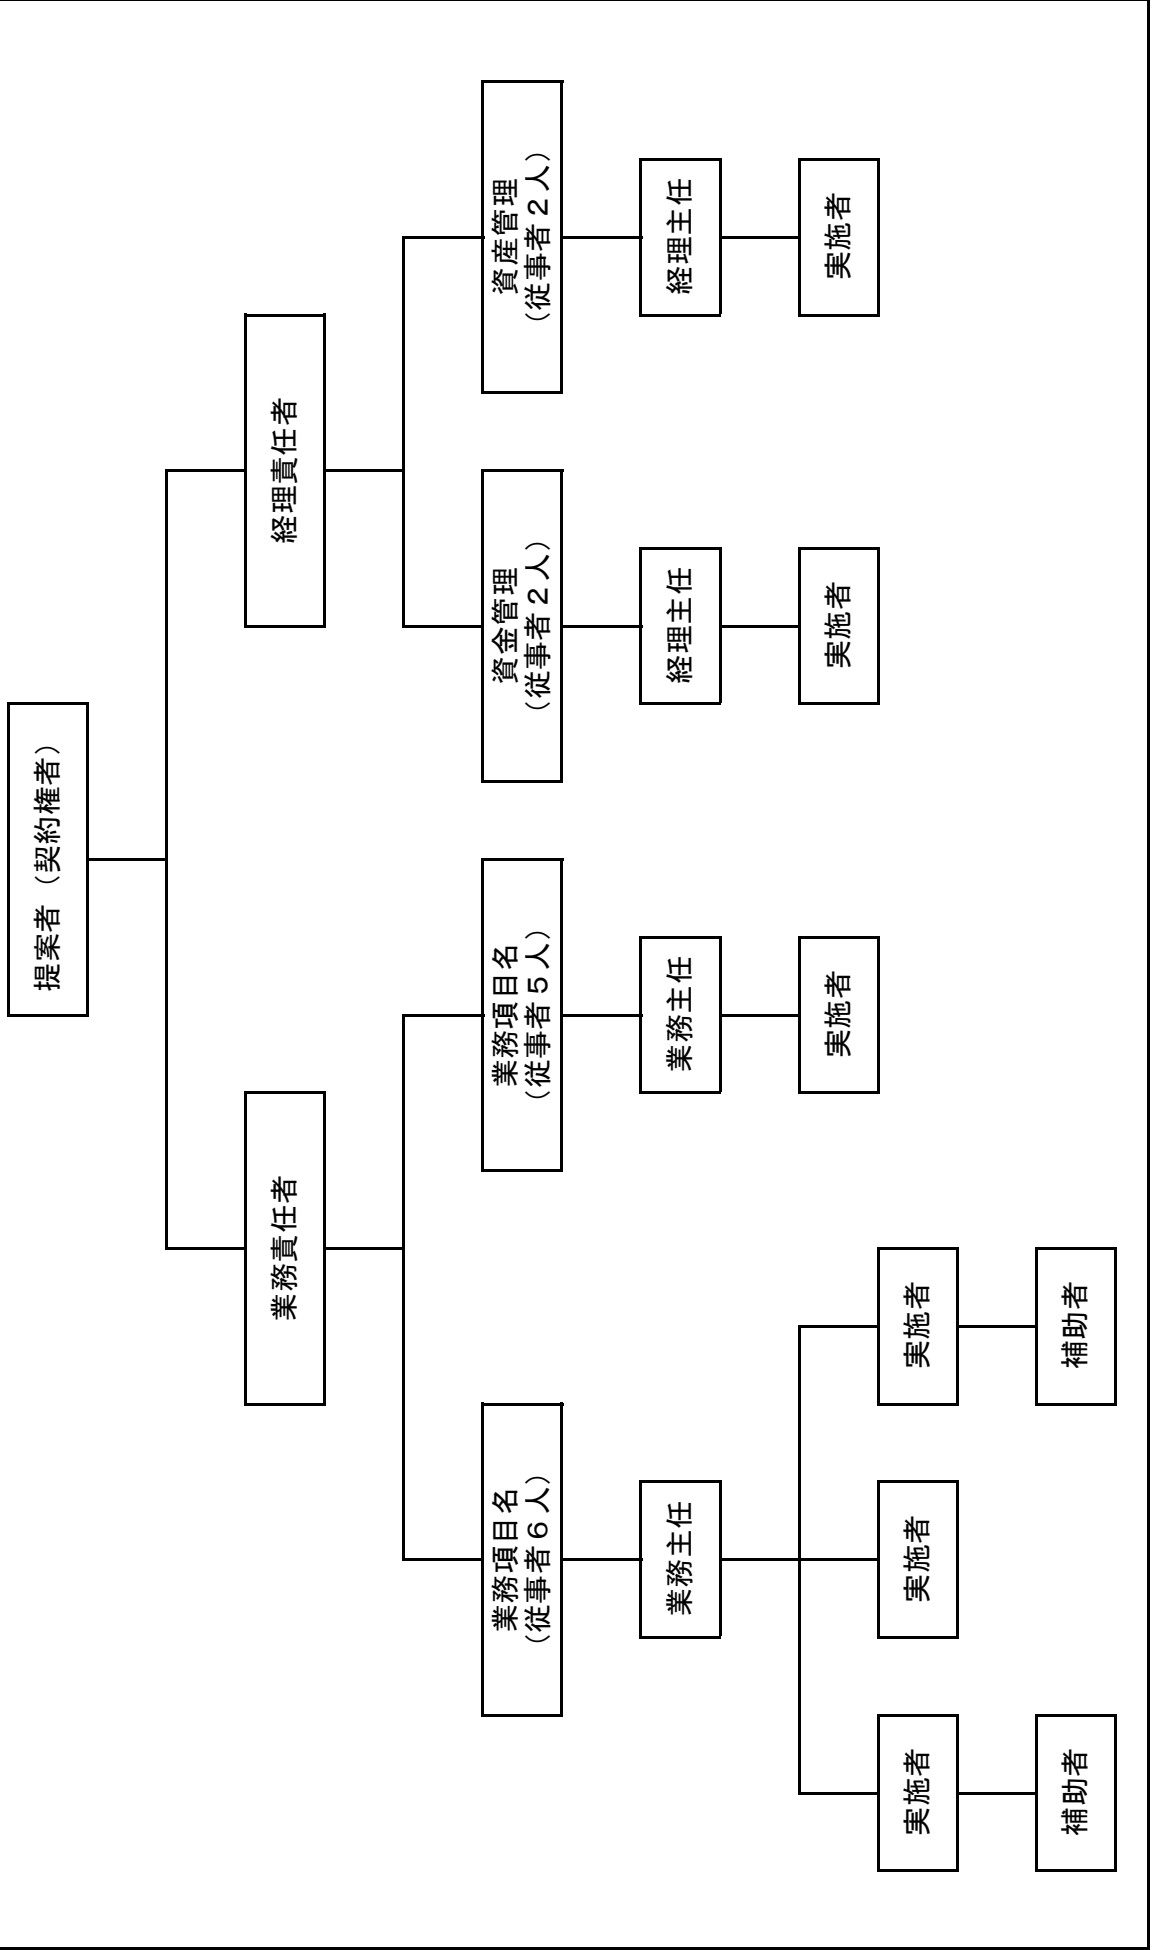 提案者（契約権者）
業務責任者
経理責任者
業務項目名
（従事者６人）
業務項目名
（従事者５人）
資金管理
（従事者２人）
資産管理
（従事者２人）
業務主任
業務主任
経理主任
経理主任
実施者
実施者
実施者
実施者
実施者
実施者
補助者
補助者